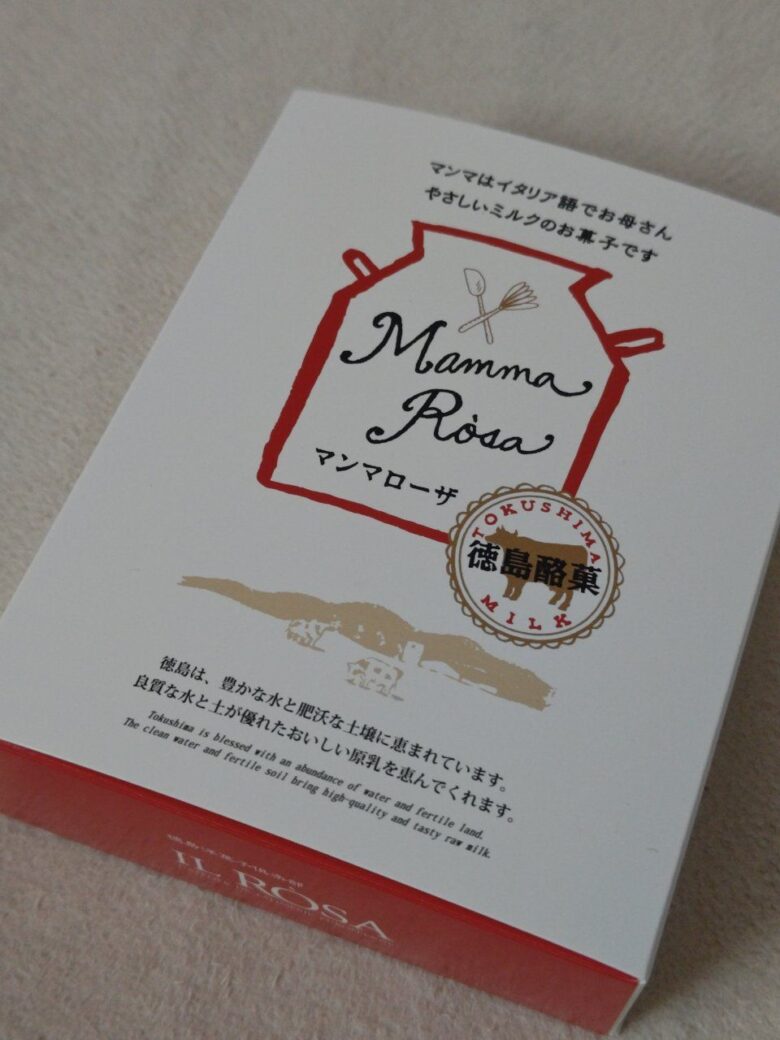 マンマはイタリア語でお母さん
やさしいミルクのお菓子です
Mamma
Ròsa
マンマローザ
TOKUSHIMA
徳島酪菓
MILK
徳島は、豊かな水と肥沃な土壌に恵まれています。
良質な水と土が優れたおいしい原乳を恵んでくれます。
Tokushima is blessed with an abundance of water and fertile land.
The clean water and fertile soil bring high-quality and tasty raw milk.
IL RÒSA